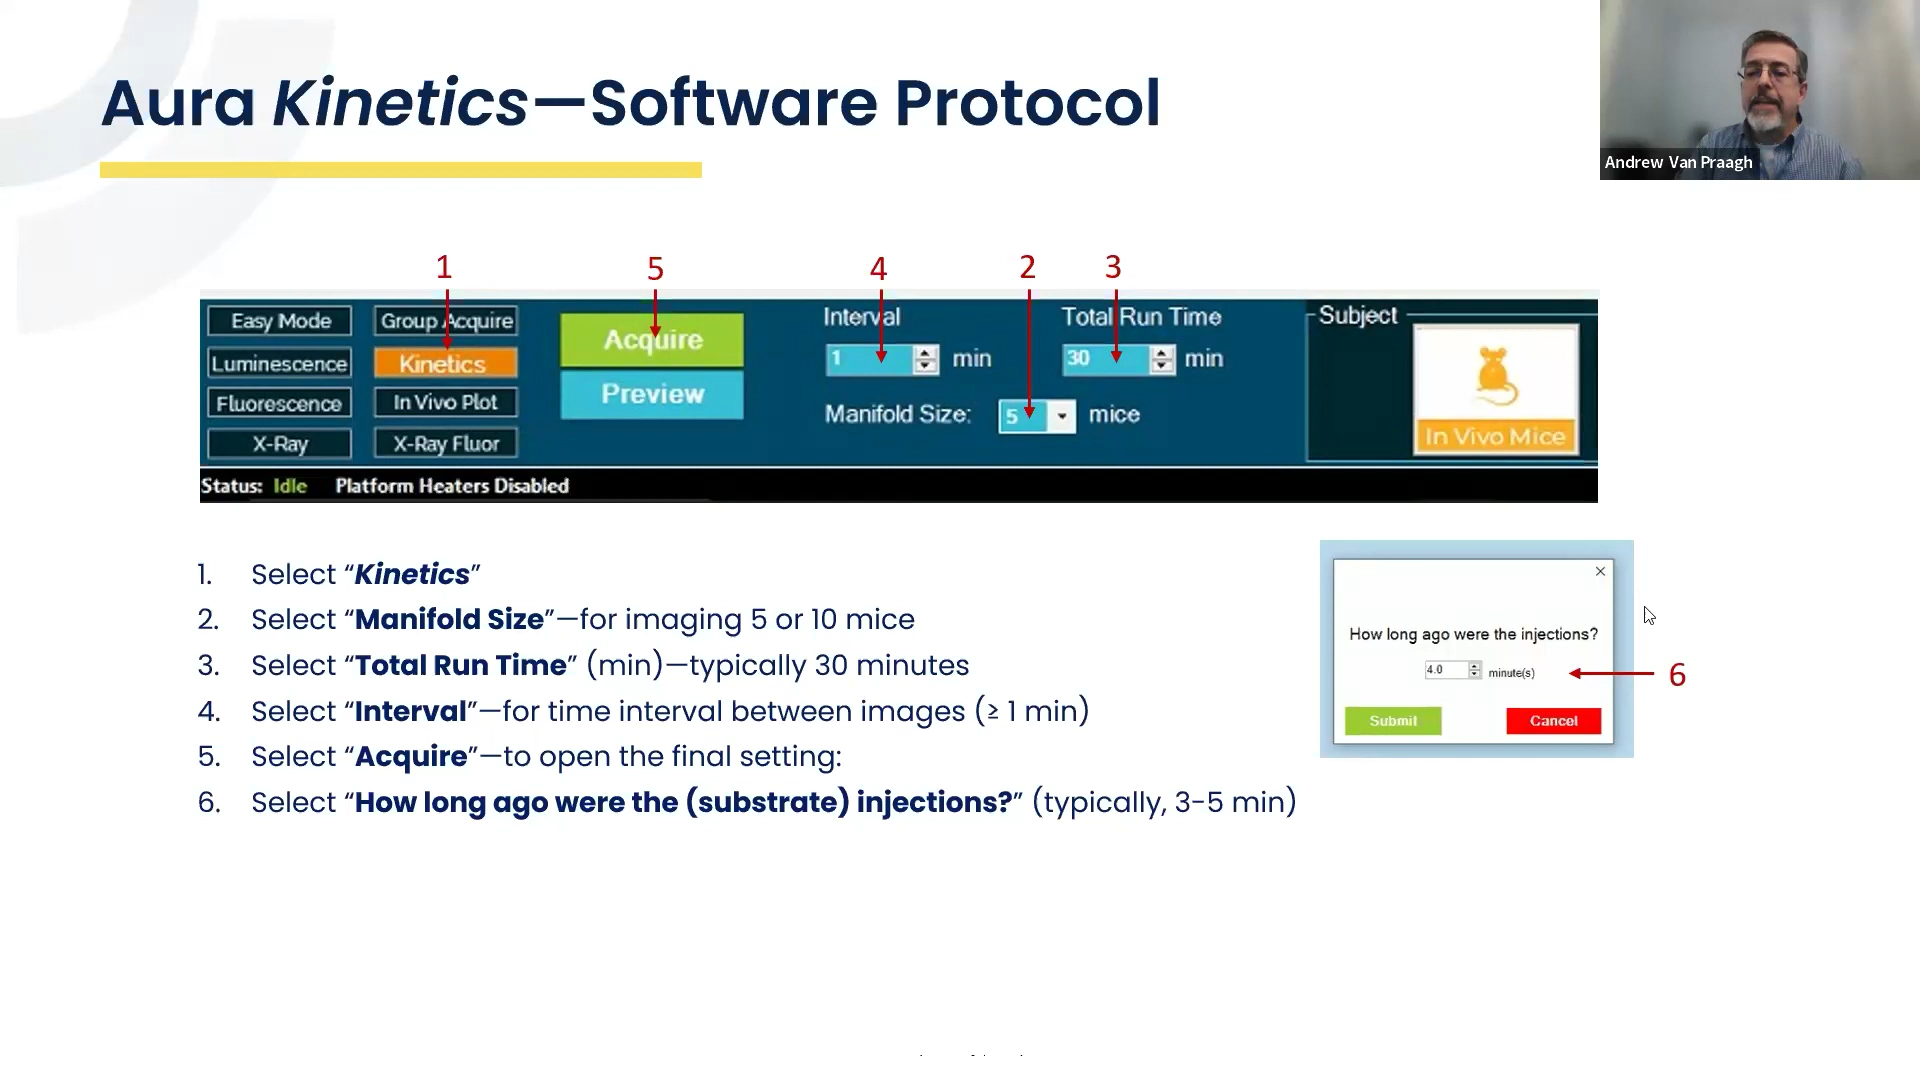 Aura Kinetics—Software Protocol
Andrew Van Praagh
1
5
4
2
3
Easy Mode
Group Acquire
Luminescence
Kinetics
Fluorescence
In Vivo Plot
X-Ray
X-Ray Fluor
Acquire
Preview
Interval
1 min
Total Run Time
30 min
Manifold Size: 5 mice
Subject
In Vivo Mice
Status: Idle Platform Heaters Disabled
1. Select “Kinetics”
2. Select “Manifold Size”—for imaging 5 or 10 mice
3. Select “Total Run Time” (min)—typically 30 minutes
4. Select “Interval”—for time interval between images (≥ 1 min)
5. Select “Acquire”—to open the final setting:
6. Select “How long ago were the (substrate) injections?” (typically, 3-5 min)
How long ago were the injections?
4.0 minute(s)
Submit
Cancel
6